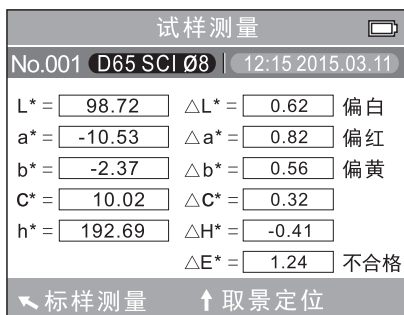 试样测量
No.001 D65 SCI Ø8 12:15 2015.03.11
L* = 98.72 △L* = 0.62 偏白
a* = -10.53 △a* = 0.82 偏红
b* = -2.37 △b* = 0.56 偏黄
C* = 10.02 △C* = 0.32
h* = 192.69 △H* = -0.41
△E* = 1.24 不合格
标样测量 取景定位